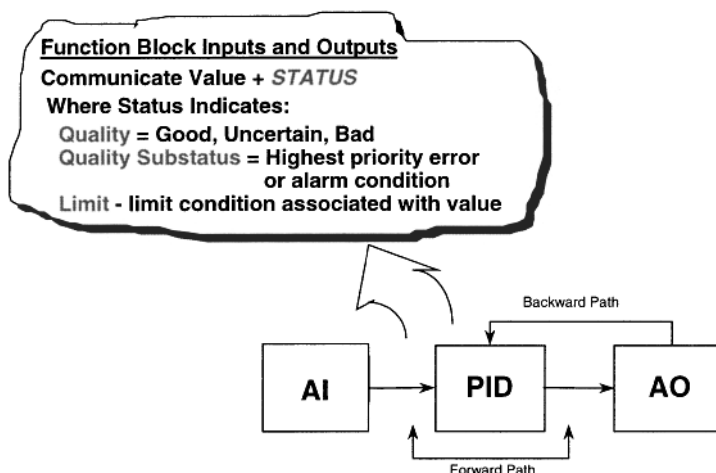 Function Block Inputs and Outputs
Communicate Value + STATUS
Where Status Indicates:
Quality = Good, Uncertain, Bad
Quality Substatus = Highest priority error
or alarm condition
Limit - limit condition associated with value
Backward Path
AI
PID
AO
Forward Path